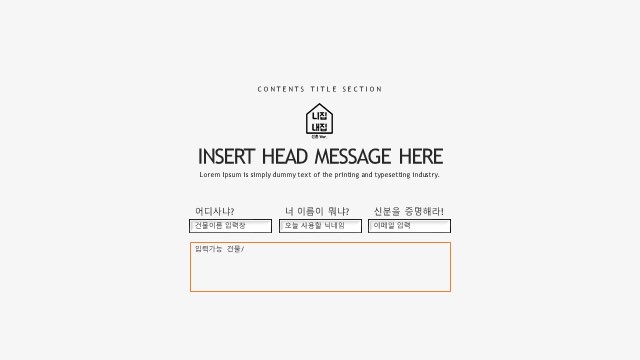 CONTENTS TITLE SECTION
니집
내집
신촌 Ver.
INSERT HEAD MESSAGE HERE
Lorem Ipsum is simply dummy text of the printing and typesetting industry.
어디사냐? 너 이름이 뭐냐? 신분을 증명해라!
건물이름 입력창 오늘 사용할 닉네임 이메일 입력
입력가능 건물/